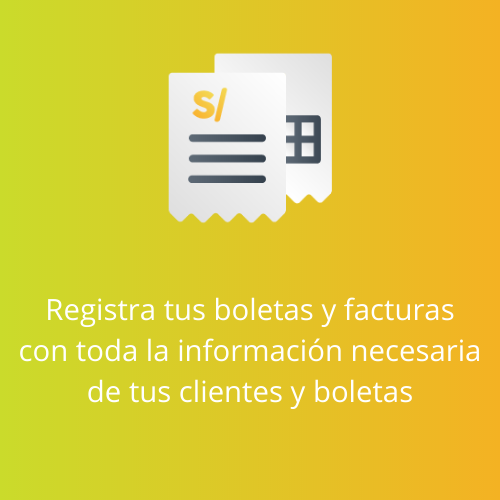 S/
Registra tus boletas y facturas
con toda la información necesaria
de tus clientes y boletas